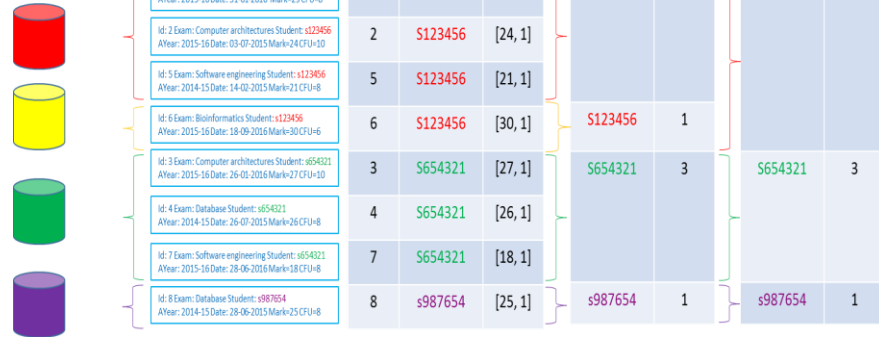 Id: 2 Exam: Computer architectures Student: s123456
AYear: 2015-16 Date: 03-07-2015 Mark=24 CFU=10
2 S123456 [24, 1]
Id: 5 Exam: Software engineering Student: s123456
AYear: 2014-15 Date: 14-02-2015 Mark=21 CFU=8
5 S123456 [21, 1]
Id: 6 Exam: Bioinformatics Student: s123456
AYear: 2015-16 Date: 18-09-2016 Mark=30 CFU=6
6 S123456 [30, 1] S123456 1
Id: 3 Exam: Computer architectures Student: s654321
AYear: 2015-16 Date: 26-01-2016 Mark=27 CFU=10
3 S654321 [27, 1] S654321 3 S654321 3
Id: 4 Exam: Database Student: s654321
AYear: 2014-15 Date: 26-07-2015 Mark=26 CFU=8
4 S654321 [26, 1]
Id: 7 Exam: Software engineering Student: s654321
AYear: 2015-16 Date: 28-06-2016 Mark=18 CFU=8
7 S654321 [18, 1]
Id: 8 Exam: Database Student: s987654
AYear: 2014-15 Date: 28-06-2015 Mark=25 CFU=8
8 s987654 [25, 1] s987654 1 s987654 1